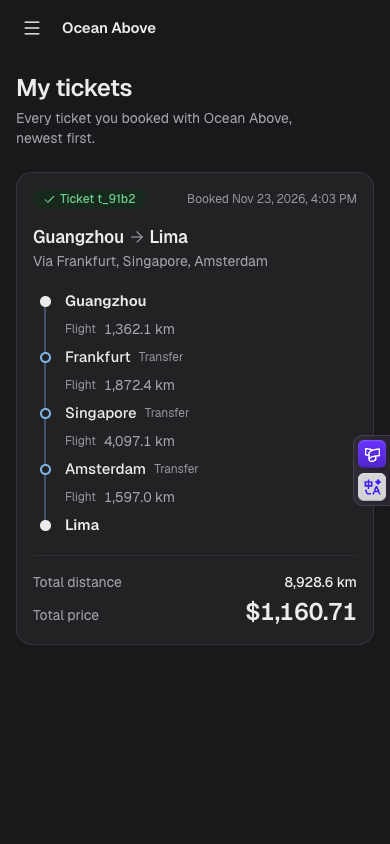 Ocean Above
My tickets
Every ticket you booked with Ocean Above,
newest first.
Ticket t_91b2
Booked Nov 23, 2026, 4:03 PM
Guangzhou → Lima
Via Frankfurt, Singapore, Amsterdam
Guangzhou
Flight 1,362.1 km
Frankfurt Transfer
Flight 1,872.4 km
Singapore Transfer
Flight 4,097.1 km
Amsterdam Transfer
Flight 1,597.0 km
Lima
Total distance 8,928.6 km
Total price $1,160.71
中A